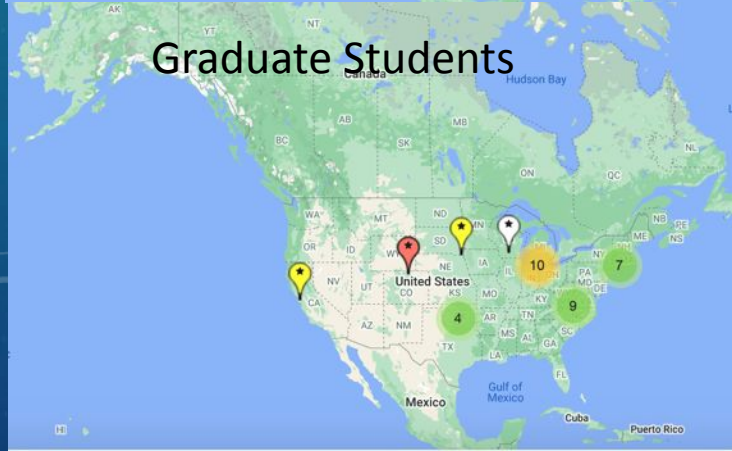 Graduate Students
AK
YT
NT
Canada
Hudson Bay
BC
AB
SK
MB
ON
QC
NL
NB
PE
NS
ME
WA
MT
ND
MN
OR
ID
WY
SD
NE
IA
IL
10
NY
7
PA
MD
DE
NV
UT
CO
United States
KS
MO
KY
9
CA
AZ
NM
4
AR
TN
SC
MS
AL
GA
TX
LA
FL
Gulf of
Mexico
Mexico
Cuba
Puerto Rico
HI